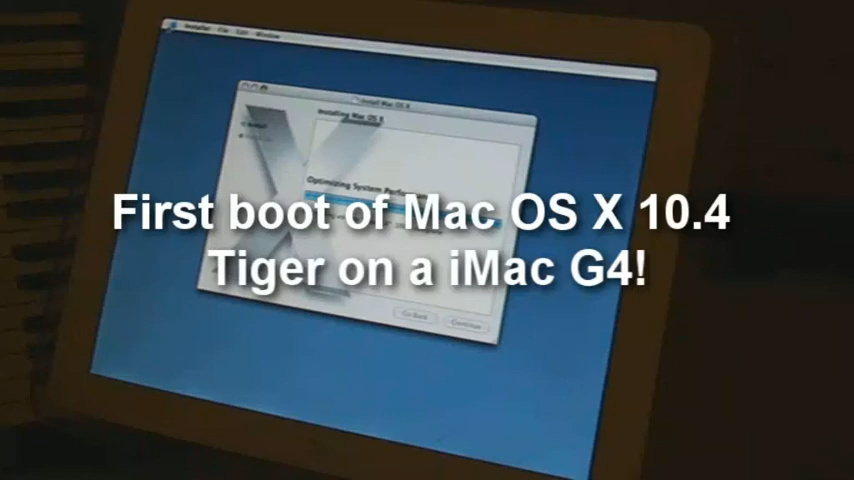 Installer File Edit Window
Install Mac OS X
Installing Mac OS X
Optimizing System Performance
First boot of Mac OS X 10.4
Tiger on a iMac G4!
Go Back
Continue